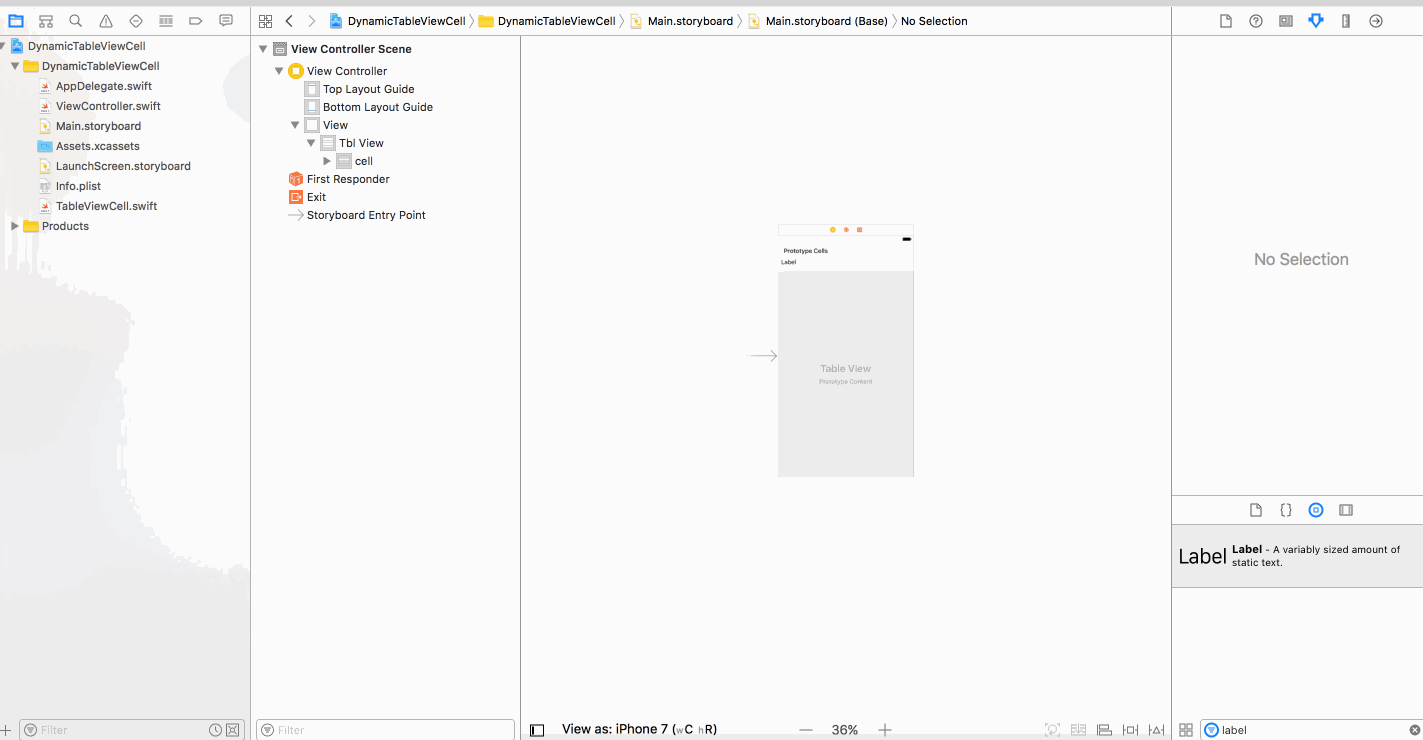 DynamicTableViewCell DynamicTableViewCell Main.storyboard Main.storyboard (Base) No Selection
DynamicTableViewCell
DynamicTableViewCell
AppDelegate.swift
ViewController.swift
Main.storyboard
Assets.xcassets
LaunchScreen.storyboard
Info.plist
TableViewCell.swift
Products
Filter
View Controller Scene
View Controller
Top Layout Guide
Bottom Layout Guide
View
Tbl View
cell
First Responder
Exit
Storyboard Entry Point
Filter
Prototype Cells
Label
Table View
Prototype Content
View as: iPhone 7 (wC hR)
36%
No Selection
Label
Label - A variably sized amount of
static text.
label